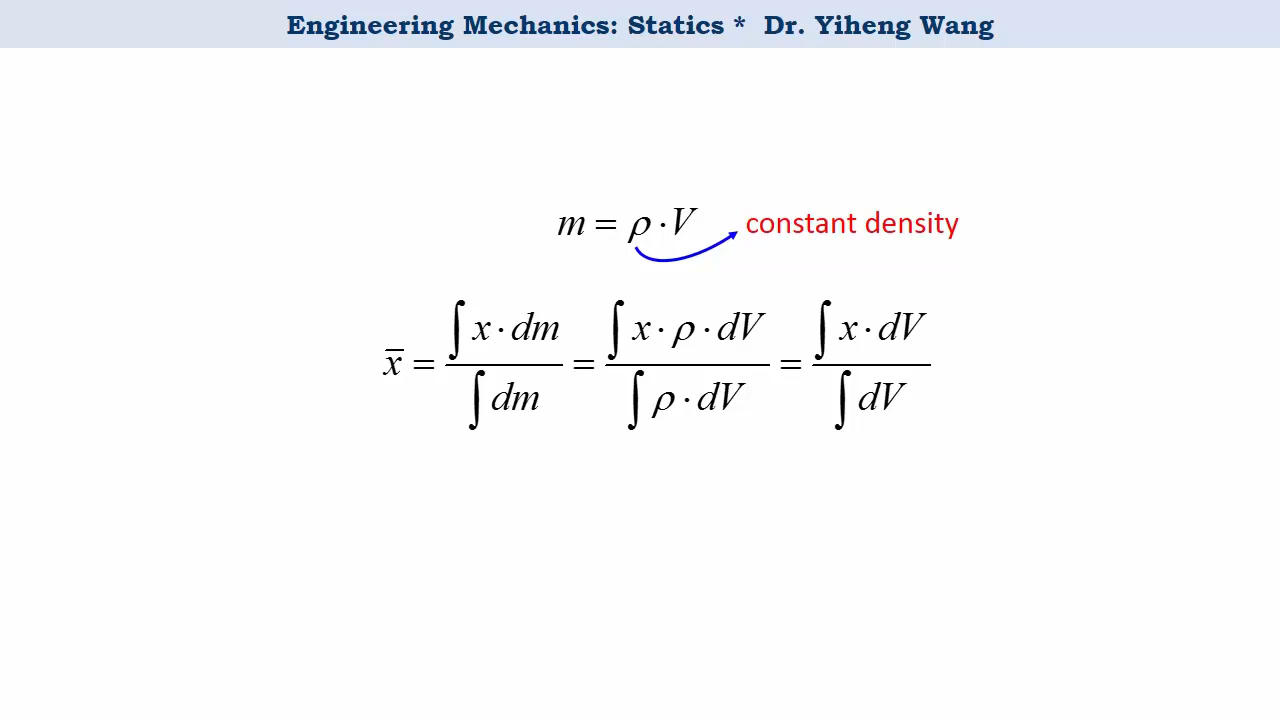 Engineering Mechanics: Statics * Dr. Yiheng Wang
m = ρ · V constant density
x̄ = ∫ x · dm / ∫ dm = ∫ x · ρ · dV / ∫ ρ · dV = ∫ x · dV / ∫ dV